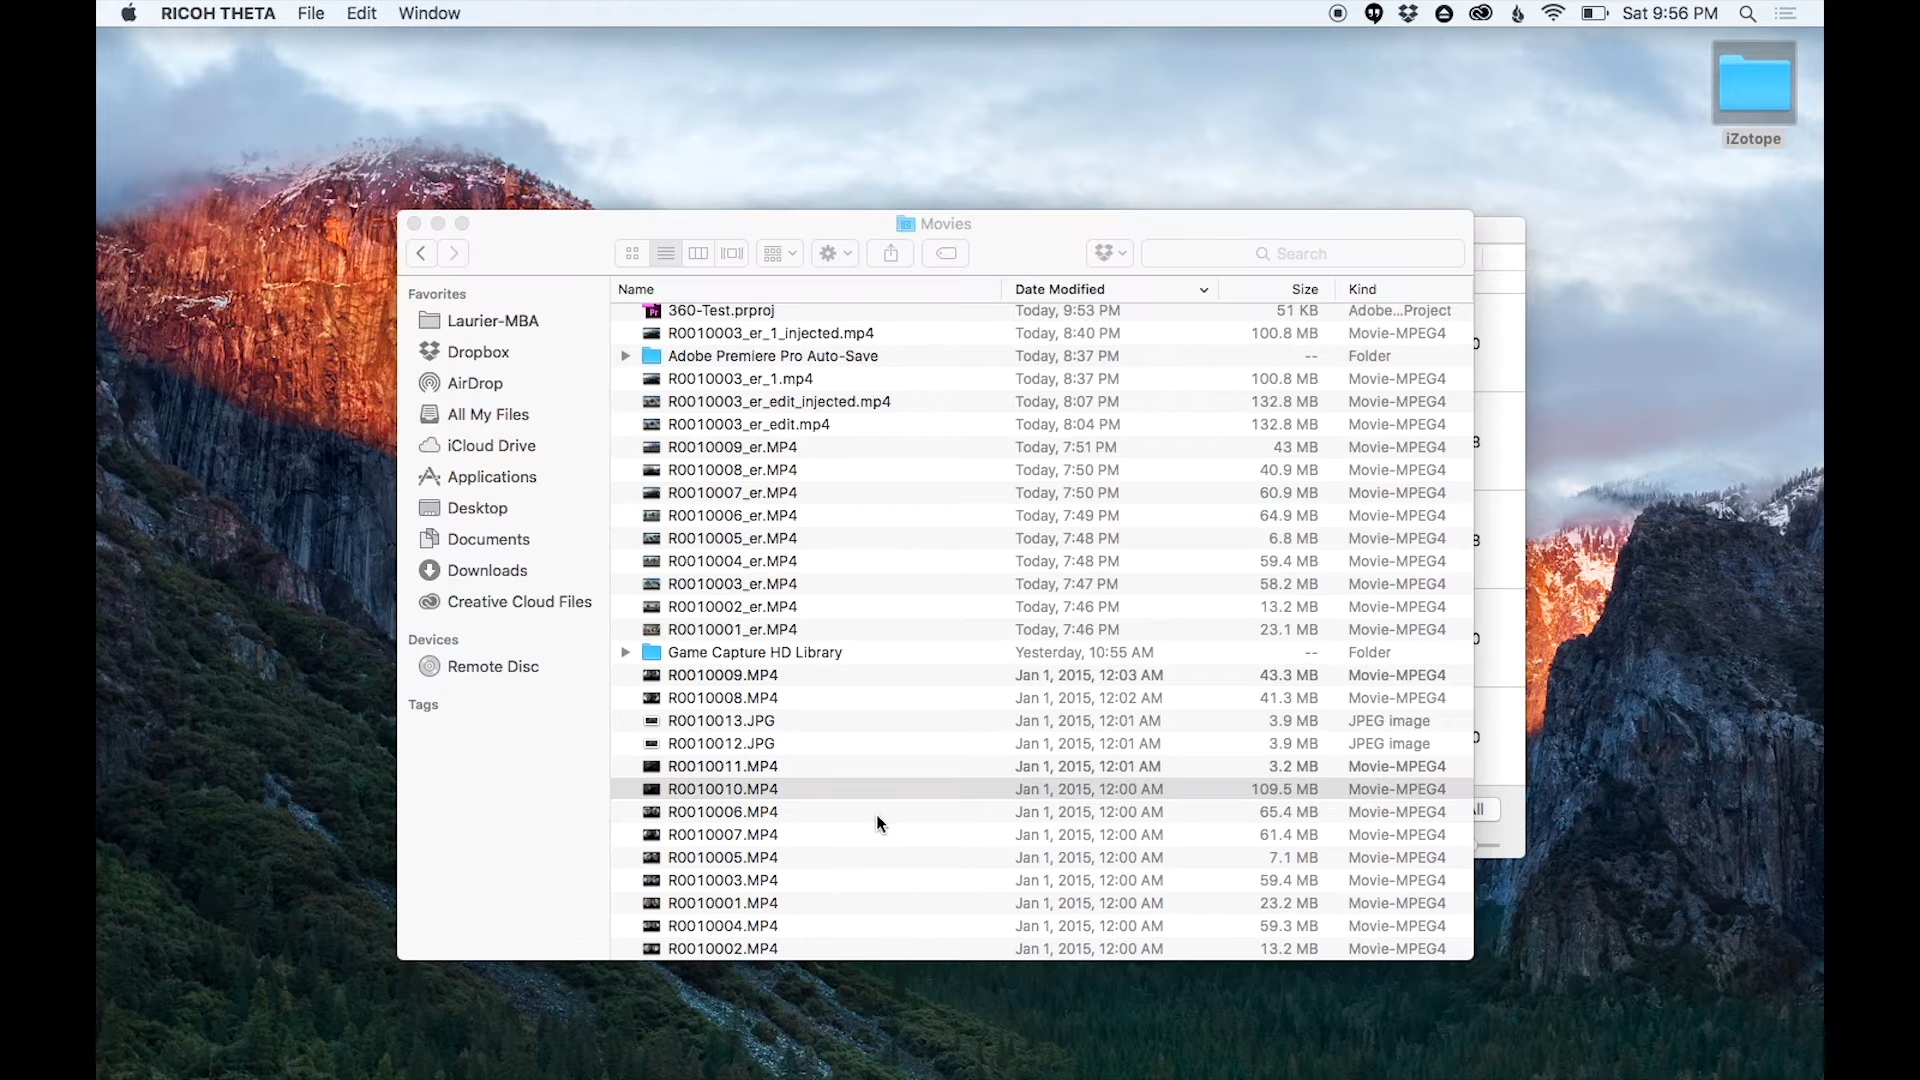 RICOH THETA File Edit Window Sat 9:56 PM
iZotope
Movies
Search
Favorites
Laurier-MBA
Dropbox
AirDrop
All My Files
iCloud Drive
Applications
Desktop
Documents
Downloads
Creative Cloud Files
Devices
Remote Disc
Tags
Name Date Modified Size Kind
Pr 360-Test.prproj Today, 9:53 PM 51 KB Adobe...Project
R0010003_er_1_injected.mp4 Today, 8:40 PM 100.8 MB Movie-MPEG4
Adobe Premiere Pro Auto-Save Today, 8:37 PM -- Folder
R0010003_er_1.mp4 Today, 8:37 PM 100.8 MB Movie-MPEG4
R0010003_er_edit_injected.mp4 Today, 8:07 PM 132.8 MB Movie-MPEG4
R0010003_er_edit.mp4 Today, 8:04 PM 132.8 MB Movie-MPEG4
R0010009_er.MP4 Today, 7:51 PM 43 MB Movie-MPEG4
R0010008_er.MP4 Today, 7:50 PM 40.9 MB Movie-MPEG4
R0010007_er.MP4 Today, 7:50 PM 60.9 MB Movie-MPEG4
R0010006_er.MP4 Today, 7:49 PM 64.9 MB Movie-MPEG4
R0010005_er.MP4 Today, 7:48 PM 6.8 MB Movie-MPEG4
R0010004_er.MP4 Today, 7:48 PM 59.4 MB Movie-MPEG4
R0010003_er.MP4 Today, 7:47 PM 58.2 MB Movie-MPEG4
R0010002_er.MP4 Today, 7:46 PM 13.2 MB Movie-MPEG4
R0010001_er.MP4 Today, 7:46 PM 23.1 MB Movie-MPEG4
Game Capture HD Library Yesterday, 10:55 AM -- Folder
R0010009.MP4 Jan 1, 2015, 12:03 AM 43.3 MB Movie-MPEG4
R0010008.MP4 Jan 1, 2015, 12:02 AM 41.3 MB Movie-MPEG4
R0010013.JPG Jan 1, 2015, 12:01 AM 3.9 MB JPEG image
R0010012.JPG Jan 1, 2015, 12:01 AM 3.9 MB JPEG image
R0010011.MP4 Jan 1, 2015, 12:01 AM 3.2 MB Movie-MPEG4
R0010010.MP4 Jan 1, 2015, 12:00 AM 109.5 MB Movie-MPEG4
R0010006.MP4 Jan 1, 2015, 12:00 AM 65.4 MB Movie-MPEG4
R0010007.MP4 Jan 1, 2015, 12:00 AM 61.4 MB Movie-MPEG4
R0010005.MP4 Jan 1, 2015, 12:00 AM 7.1 MB Movie-MPEG4
R0010003.MP4 Jan 1, 2015, 12:00 AM 59.4 MB Movie-MPEG4
R0010001.MP4 Jan 1, 2015, 12:00 AM 23.2 MB Movie-MPEG4
R0010004.MP4 Jan 1, 2015, 12:00 AM 59.3 MB Movie-MPEG4
R0010002.MP4 Jan 1, 2015, 12:00 AM 13.2 MB Movie-MPEG4